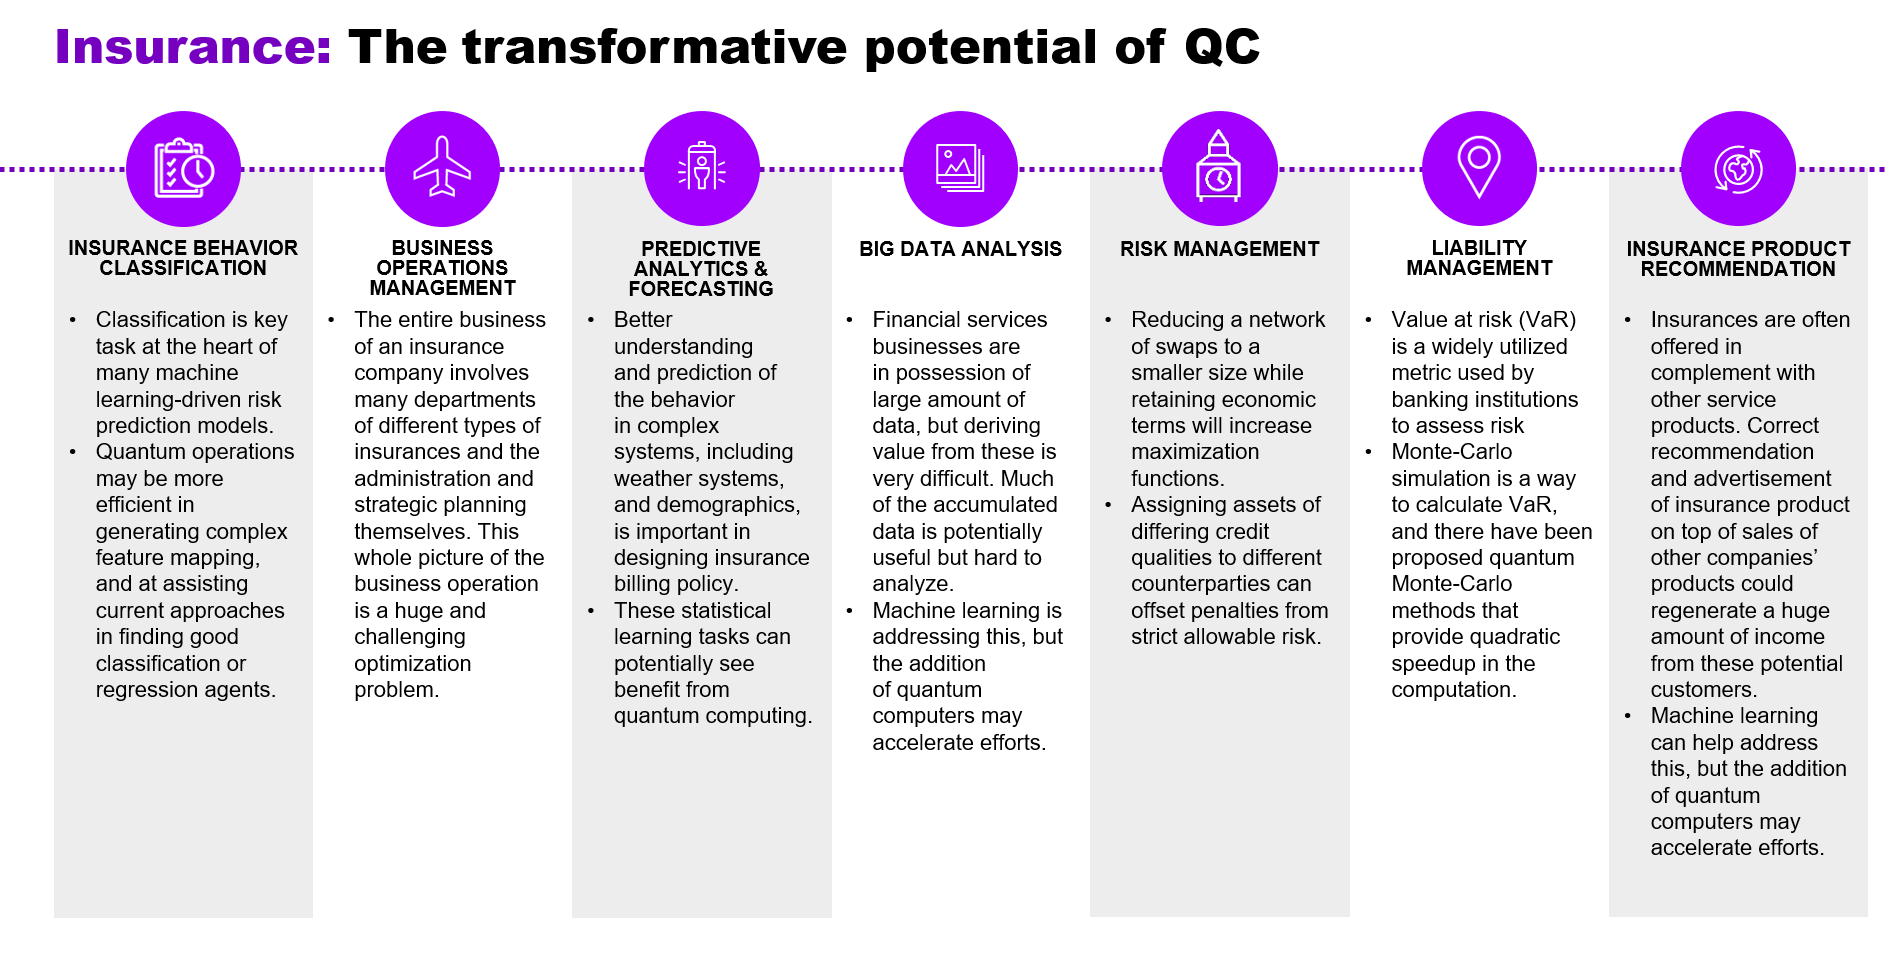 Insurance: The transformative potential of QC
INSURANCE BEHAVIOR
CLASSIFICATION
• Classification is key
task at the heart of
many machine
learning-driven risk
prediction models.
• Quantum operations
may be more
efficient in
generating complex
feature mapping,
and at assisting
current approaches
in finding good
classification or
regression agents.
BUSINESS
OPERATIONS
MANAGEMENT
• The entire business
of an insurance
company involves
many departments
of different types of
insurances and the
administration and
strategic planning
themselves. This
whole picture of the
business operation
is a huge and
challenging
optimization
problem.
PREDICTIVE
ANALYTICS &
FORECASTING
• Better
understanding
and prediction of
the behavior
in complex
systems, including
weather systems,
and demographics,
is important in
designing insurance
billing policy.
• These statistical
learning tasks can
potentially see
benefit from
quantum computing.
BIG DATA ANALYSIS
• Financial services
businesses are
in possession of
large amount of
data, but deriving
value from these is
very difficult. Much
of the accumulated
data is potentially
useful but hard to
analyze.
• Machine learning is
addressing this, but
the addition
of quantum
computers may
accelerate efforts.
RISK MANAGEMENT
• Reducing a network
of swaps to a
smaller size while
retaining economic
terms will increase
maximization
functions.
• Assigning assets of
differing credit
qualities to different
counterparties can
offset penalties from
strict allowable risk.
LIABILITY
MANAGEMENT
• Value at risk (VaR)
is a widely utilized
metric used by
banking institutions
to assess risk
• Monte-Carlo
simulation is a way
to calculate VaR,
and there have been
proposed quantum
Monte-Carlo
methods that
provide quadratic
speedup in the
computation.
INSURANCE PRODUCT
RECOMMENDATION
• Insurances are often
offered in
complement with
other service
products. Correct
recommendation
and advertisement
of insurance product
on top of sales of
other companies’
products could
regenerate a huge
amount of income
from these potential
customers.
• Machine learning
can help address
this, but the addition
of quantum
computers may
accelerate efforts.